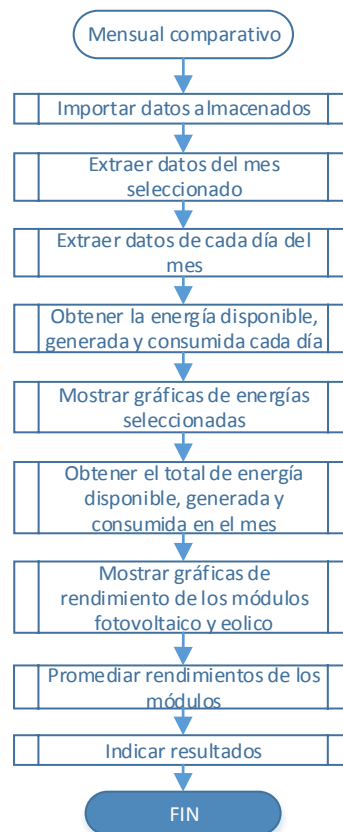 Mensual comparativo
Importar datos almacenados
Extraer datos del mes
seleccionado
Extraer datos de cada día del
mes
Obtener la energía disponible,
generada y consumida cada día
Mostrar gráficas de energías
seleccionadas
Obtener el total de energía
disponible, generada y
consumida en el mes
Mostrar gráficas de
rendimiento de los módulos
fotovoltaico y eolico
Promediar rendimientos de los
módulos
Indicar resultados
FIN